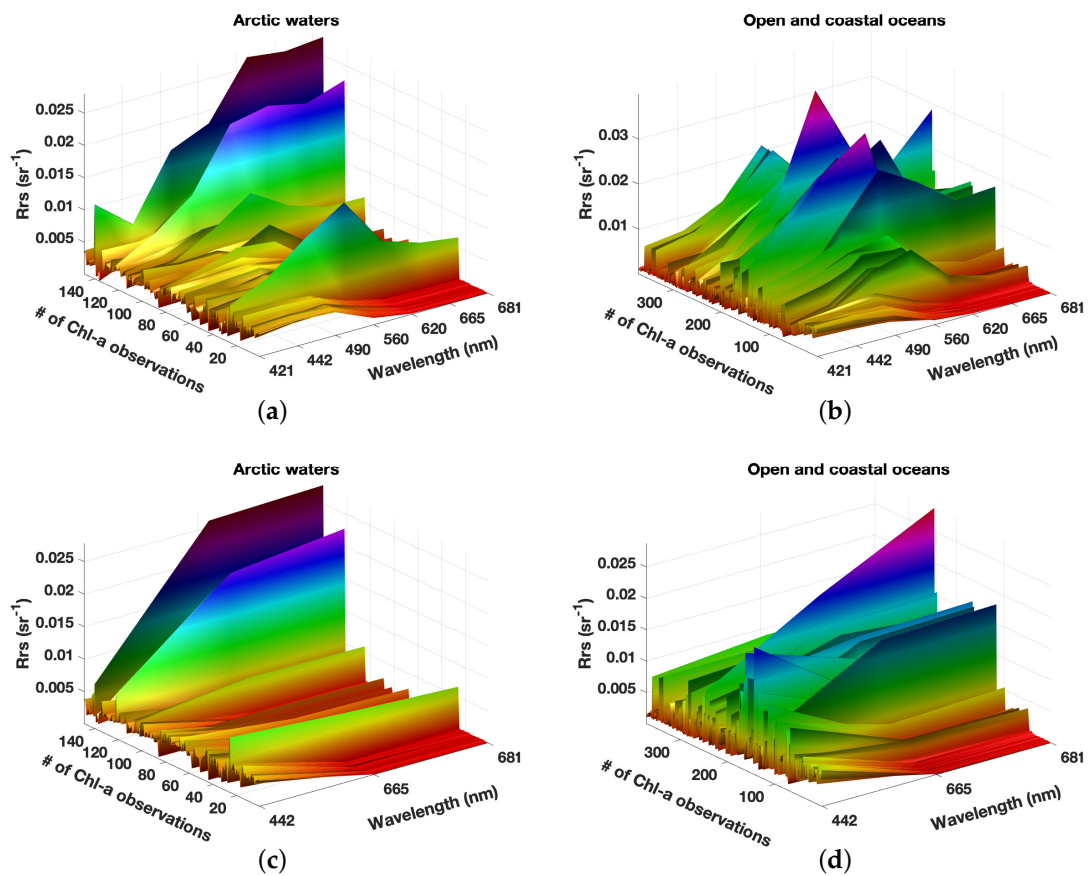 Arctic waters
0.025
0.02
0.015
0.01
0.005
Rrs (sr-1)
140
120
100
80
60
40
20
# of Chl-a observations
421
442
490
560
620
665
681
Wavelength (nm)
(a)
Open and coastal oceans
0.03
0.02
0.01
Rrs (sr-1)
300
200
100
# of Chl-a observations
421
442
490
560
620
665
681
Wavelength (nm)
(b)
Arctic waters
0.025
0.02
0.015
0.01
0.005
Rrs (sr-1)
140
120
100
80
60
40
20
# of Chl-a observations
442
665
681
Wavelength (nm)
(c)
Open and coastal oceans
0.025
0.02
0.015
0.01
0.005
Rrs (sr-1)
300
200
100
# of Chl-a observations
442
665
681
Wavelength (nm)
(d)